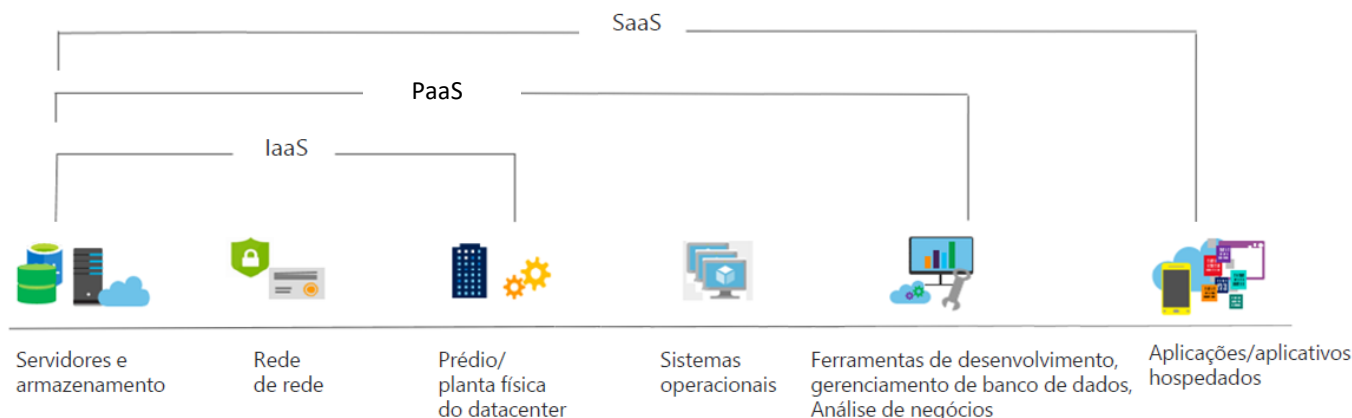 SaaS
PaaS
IaaS
Servidores e
armazenamento
Rede
de rede
Prédio/
planta física
do datacenter
Sistemas
operacionais
Ferramentas de desenvolvimento,
gerenciamento de banco de dados,
Análise de negócios
Aplicações/aplicativos
hospedados